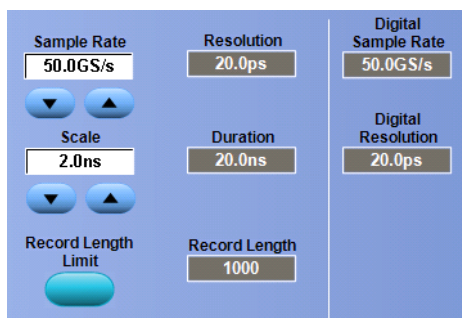 Sample Rate
50.0GS/s
Scale
2.0ns
Record Length
Limit
Resolution
20.0ps
Duration
20.0ns
Record Length
1000
Digital
Sample Rate
50.0GS/s
Digital
Resolution
20.0ps